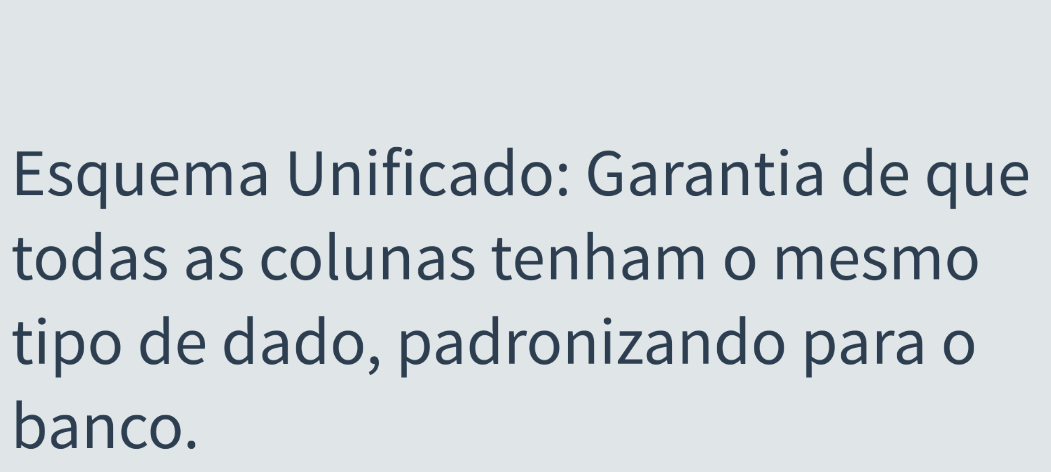 Esquema Unificado: Garantia de que
todas as colunas tenham o mesmo
tipo de dado, padronizando para o
banco.